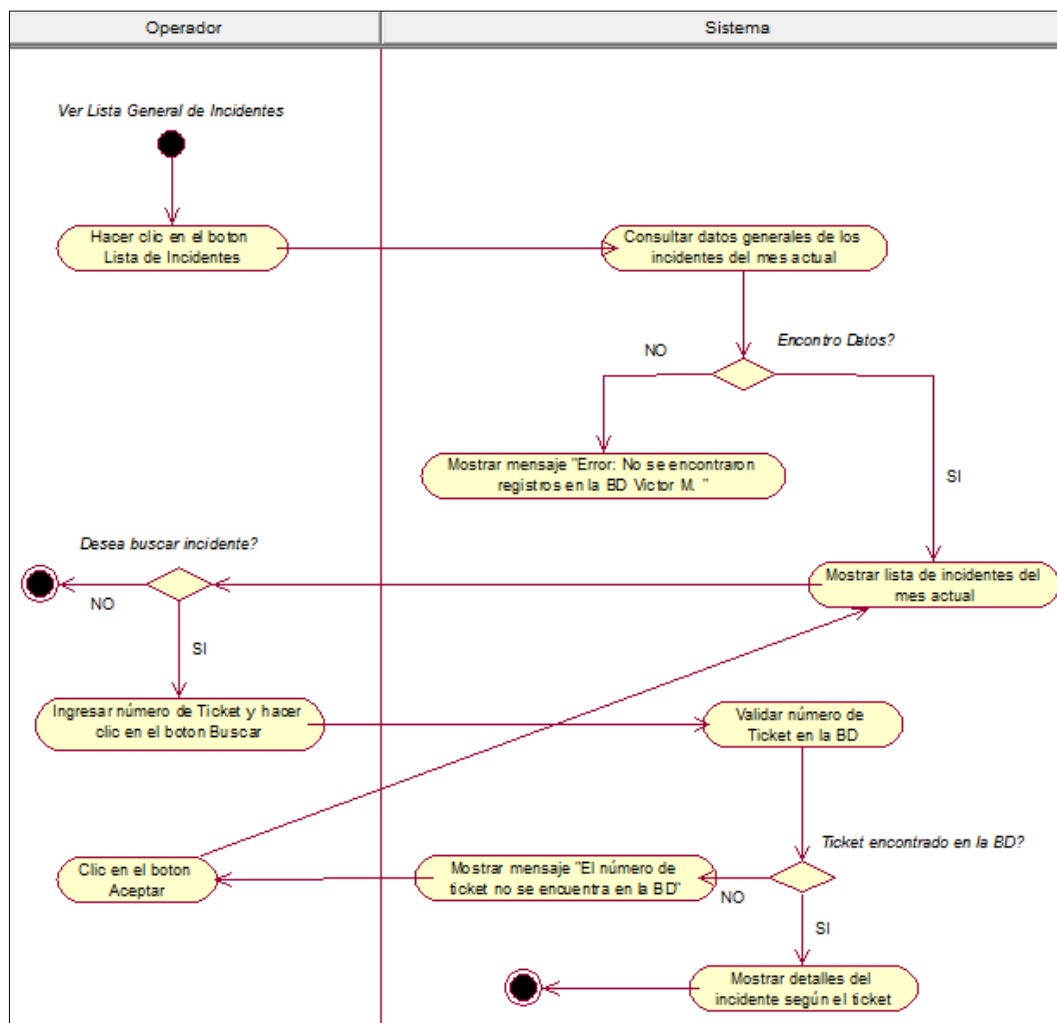 Operador
Sistema
Ver Lista General de Incidentes
Hacer clic en el boton
Lista de Incidentes
Consultar datos generales de los
incidentes del mes actual
Encontro Datos?
NO
SI
Mostrar mensaje "Error: No se encontraron
registros en la BD Victor M. "
Desea buscar incidente?
NO
SI
Mostrar lista de incidentes del
mes actual
Ingresar número de Ticket y hacer
clic en el boton Buscar
Validar número de
Ticket en la BD
Ticket encontrado en la BD?
NO
SI
Mostrar mensaje "El número de
ticket no se encuentra en la BD"
Clic en el boton
Aceptar
Mostrar detalles del
incidente según el ticket